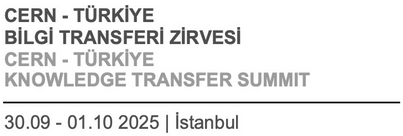 CERN - TÜRKİYE
BİLGİ TRANSFERİ ZİRVESİ
CERN - TÜRKİYE
KNOWLEDGE TRANSFER SUMMIT
30.09 - 01.10 2025 | İstanbul